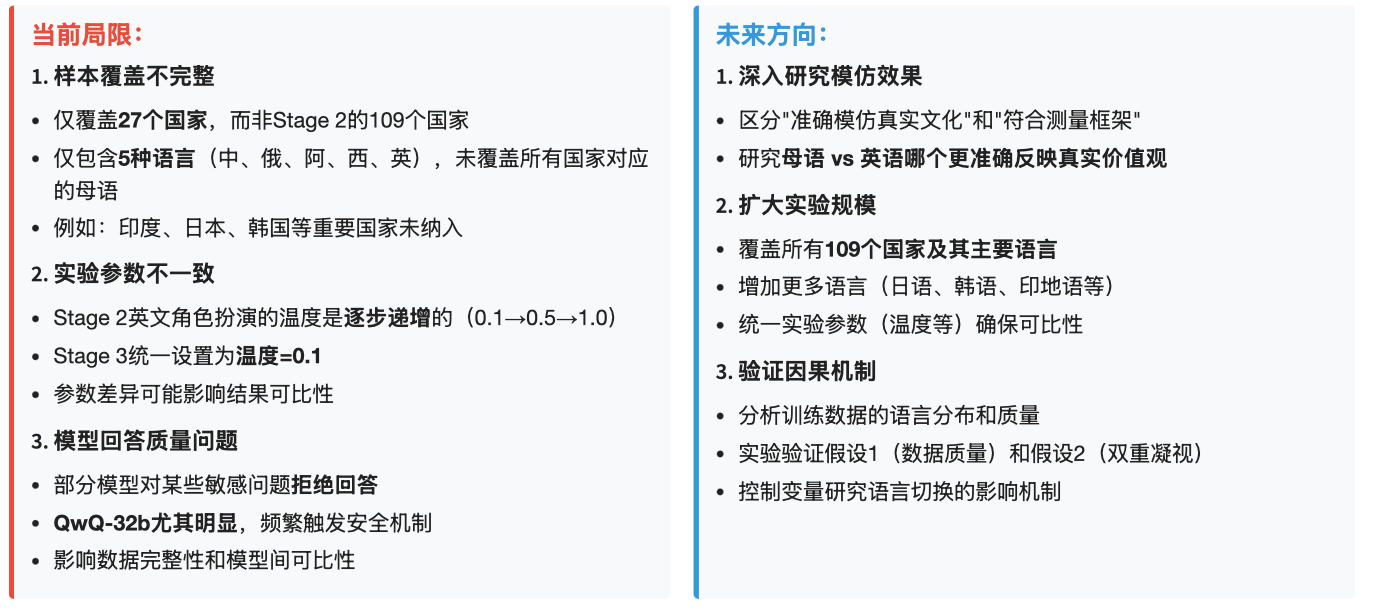 当前局限：
1. 样本覆盖不完整
• 仅覆盖27个国家，而非Stage 2的109个国家
• 仅包含5种语言（中、俄、阿、西、英），未覆盖所有国家对应
的母语
• 例如：印度、日本、韩国等重要国家未纳入
2. 实验参数不一致
• Stage 2英文角色扮演的温度是逐步递增的（0.1→0.5→1.0）
• Stage 3统一设置为温度=0.1
• 参数差异可能影响结果可比性
3. 模型回答质量问题
• 部分模型对某些敏感问题拒绝回答
• QwQ-32b尤其明显，频繁触发安全机制
• 影响数据完整性和模型间可比性
未来方向：
1. 深入研究模仿效果
• 区分"准确模仿真实文化"和"符合测量框架"
• 研究母语 vs 英语哪个更准确反映真实价值观
2. 扩大实验规模
• 覆盖所有109个国家及其主要语言
• 增加更多语言（日语、韩语、印地语等）
• 统一实验参数（温度等）确保可比性
3. 验证因果机制
• 分析训练数据的语言分布和质量
• 实验验证假设1（数据质量）和假设2（双重凝视）
• 控制变量研究语言切换的影响机制